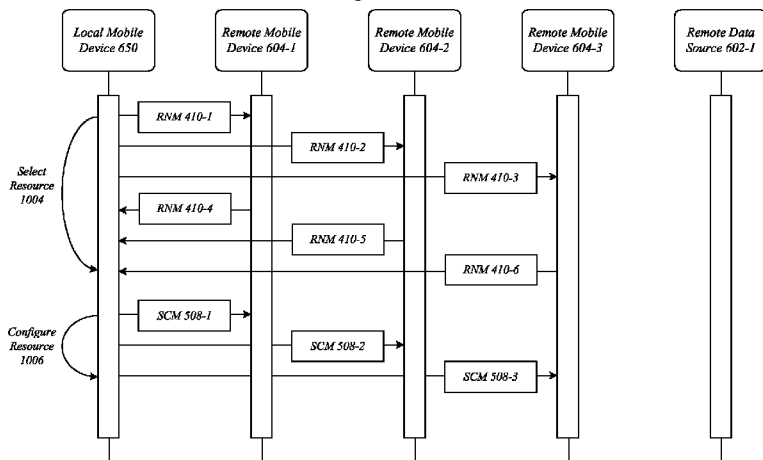 Local Mobile
Device 650
Remote Mobile
Device 604-1
Remote Mobile
Device 604-2
Remote Mobile
Device 604-3
Remote Data
Source 602-1
RNM 410-1
RNM 410-2
Select
Resource
1004
RNM 410-3
RNM 410-4
RNM 410-5
RNM 410-6
Configure
Resource
1006
SCM 508-1
SCM 508-2
SCM 508-3